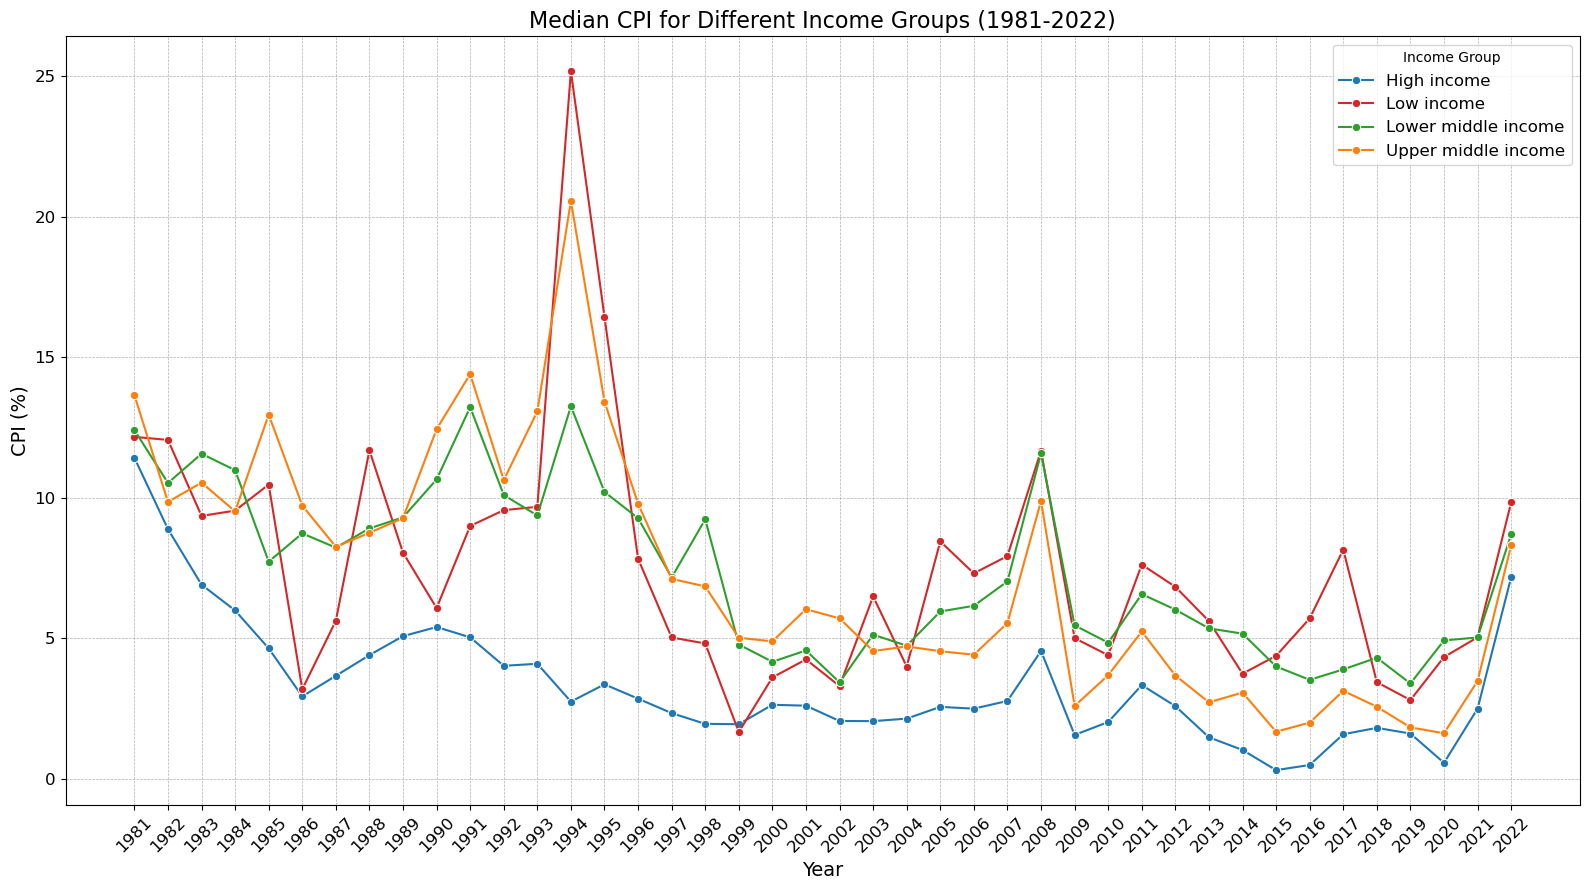 Median CPI for Different Income Groups (1981-2022)
Income Group
High income
Low income
Lower middle income
Upper middle income
CPI (%)
25
20
15
10
5
0
1981 1982 1983 1984 1985 1986 1987 1988 1989 1990 1991 1992 1993 1994 1995 1996 1997 1998 1999 2000 2001 2002 2003 2004 2005 2006 2007 2008 2009 2010 2011 2012 2013 2014 2015 2016 2017 2018 2019 2020 2021 2022
Year